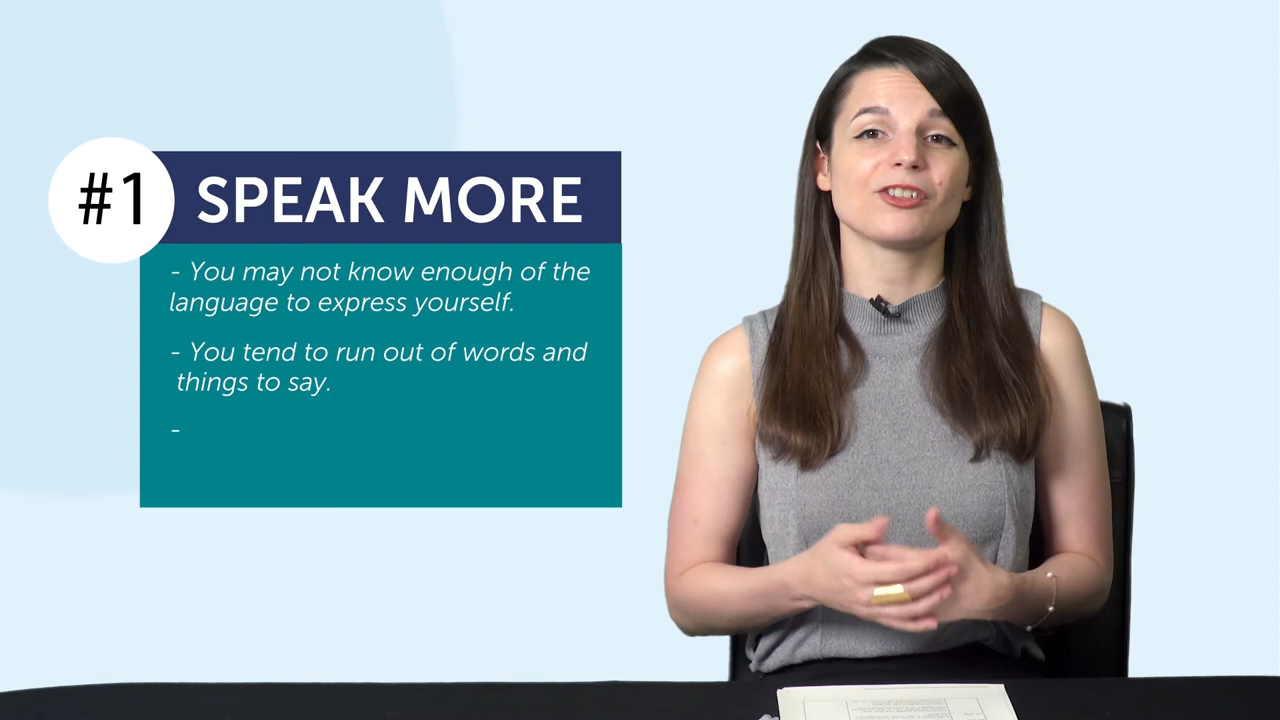 #1 SPEAK MORE
- You may not know enough of the
language to express yourself.
- You tend to run out of words and
things to say.
-